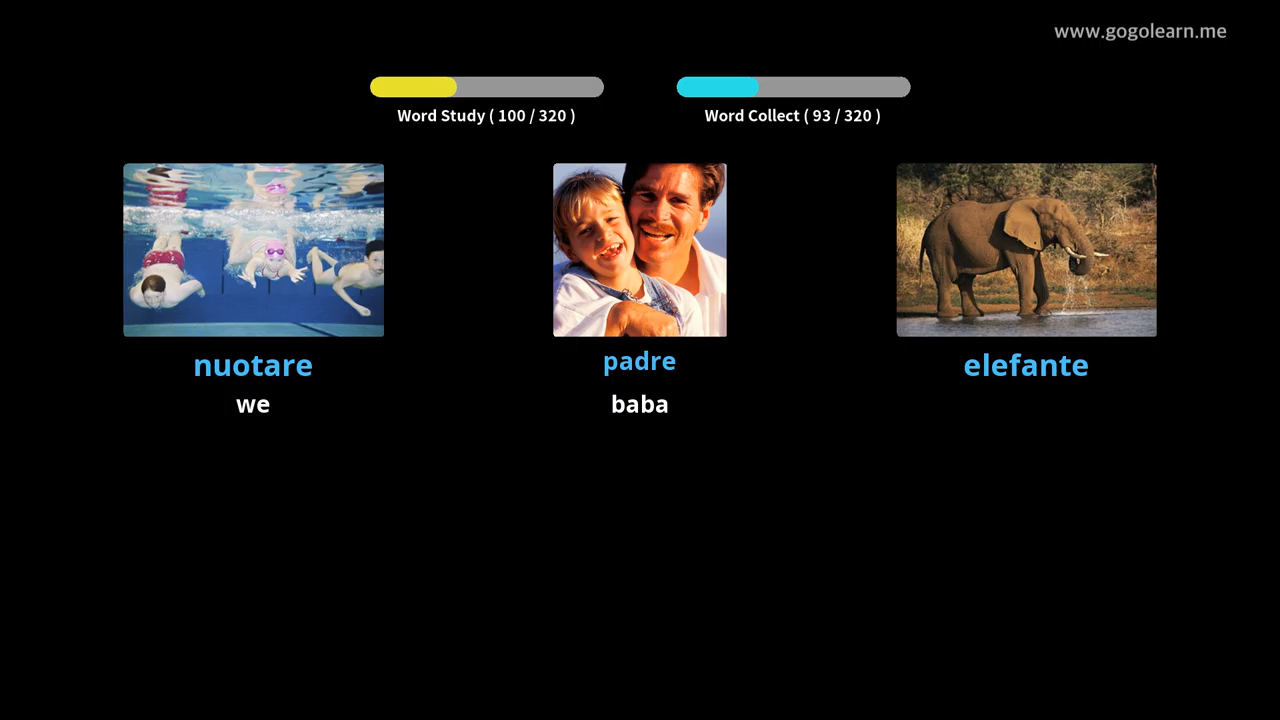 www.gogolearn.me
Word Study ( 100 / 320 )
Word Collect ( 93 / 320 )
nuotare
padre
elefante
we
baba